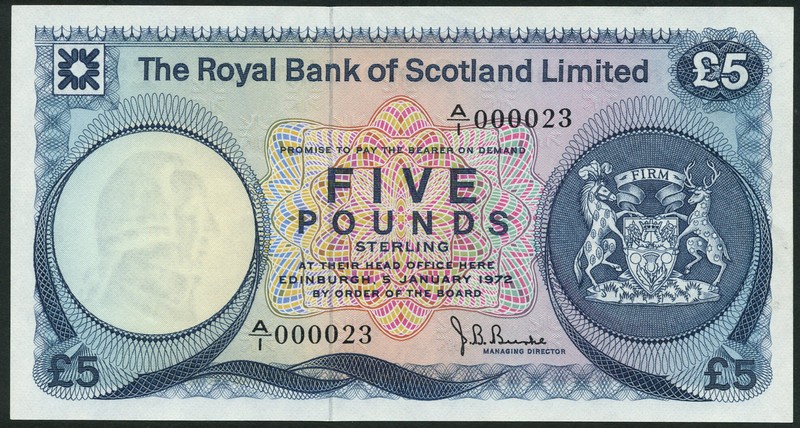 The Royal Bank of Scotland Limited
£5
A/1 000023
PROMISE TO PAY THE BEARER ON DEMAND
FIVE
POUNDS
STERLING
AT THEIR HEAD OFFICE HERE
EDINBURGH 5 JANUARY 1972
BY ORDER OF THE BOARD
FIRM
A/1 000023
J.B. Burke
MANAGING DIRECTOR
£5
£5